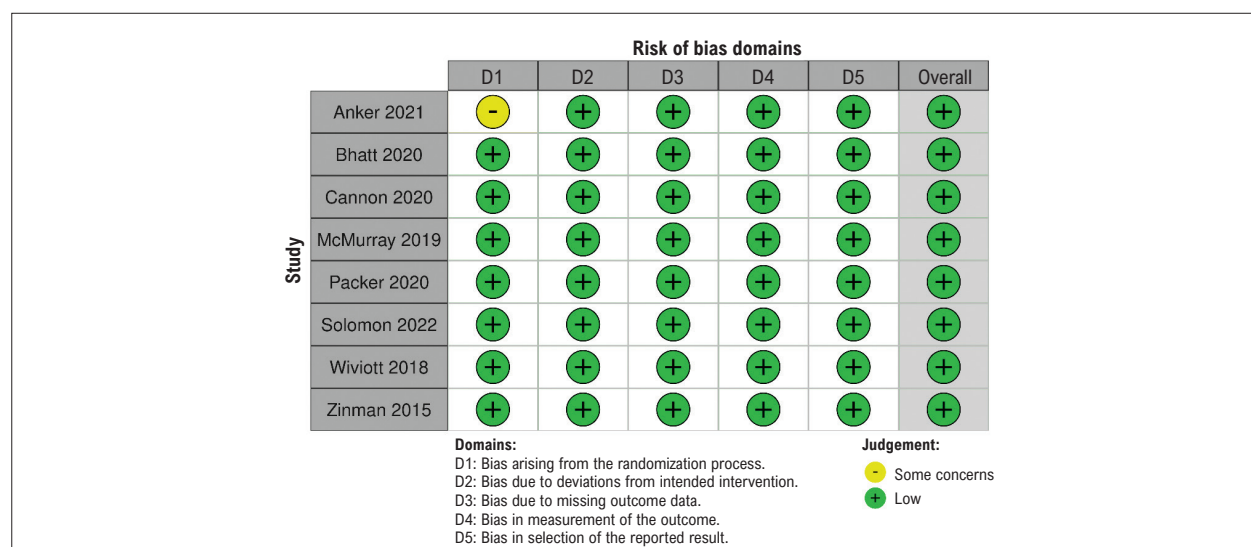 Risk of bias domains
D1 D2 D3 D4 D5 Overall
Anker 2021 - + + + + +
Bhatt 2020 + + + + + +
Cannon 2020 + + + + + +
McMurray 2019 + + + + + +
Packer 2020 + + + + + +
Solomon 2022 + + + + + +
Wiviott 2018 + + + + + +
Zinman 2015 + + + + + +
Study
Domains:
D1: Bias arising from the randomization process.
D2: Bias due to deviations from intended intervention.
D3: Bias due to missing outcome data.
D4: Bias in measurement of the outcome.
D5: Bias in selection of the reported result.
Judgement:
- Some concerns
+ Low